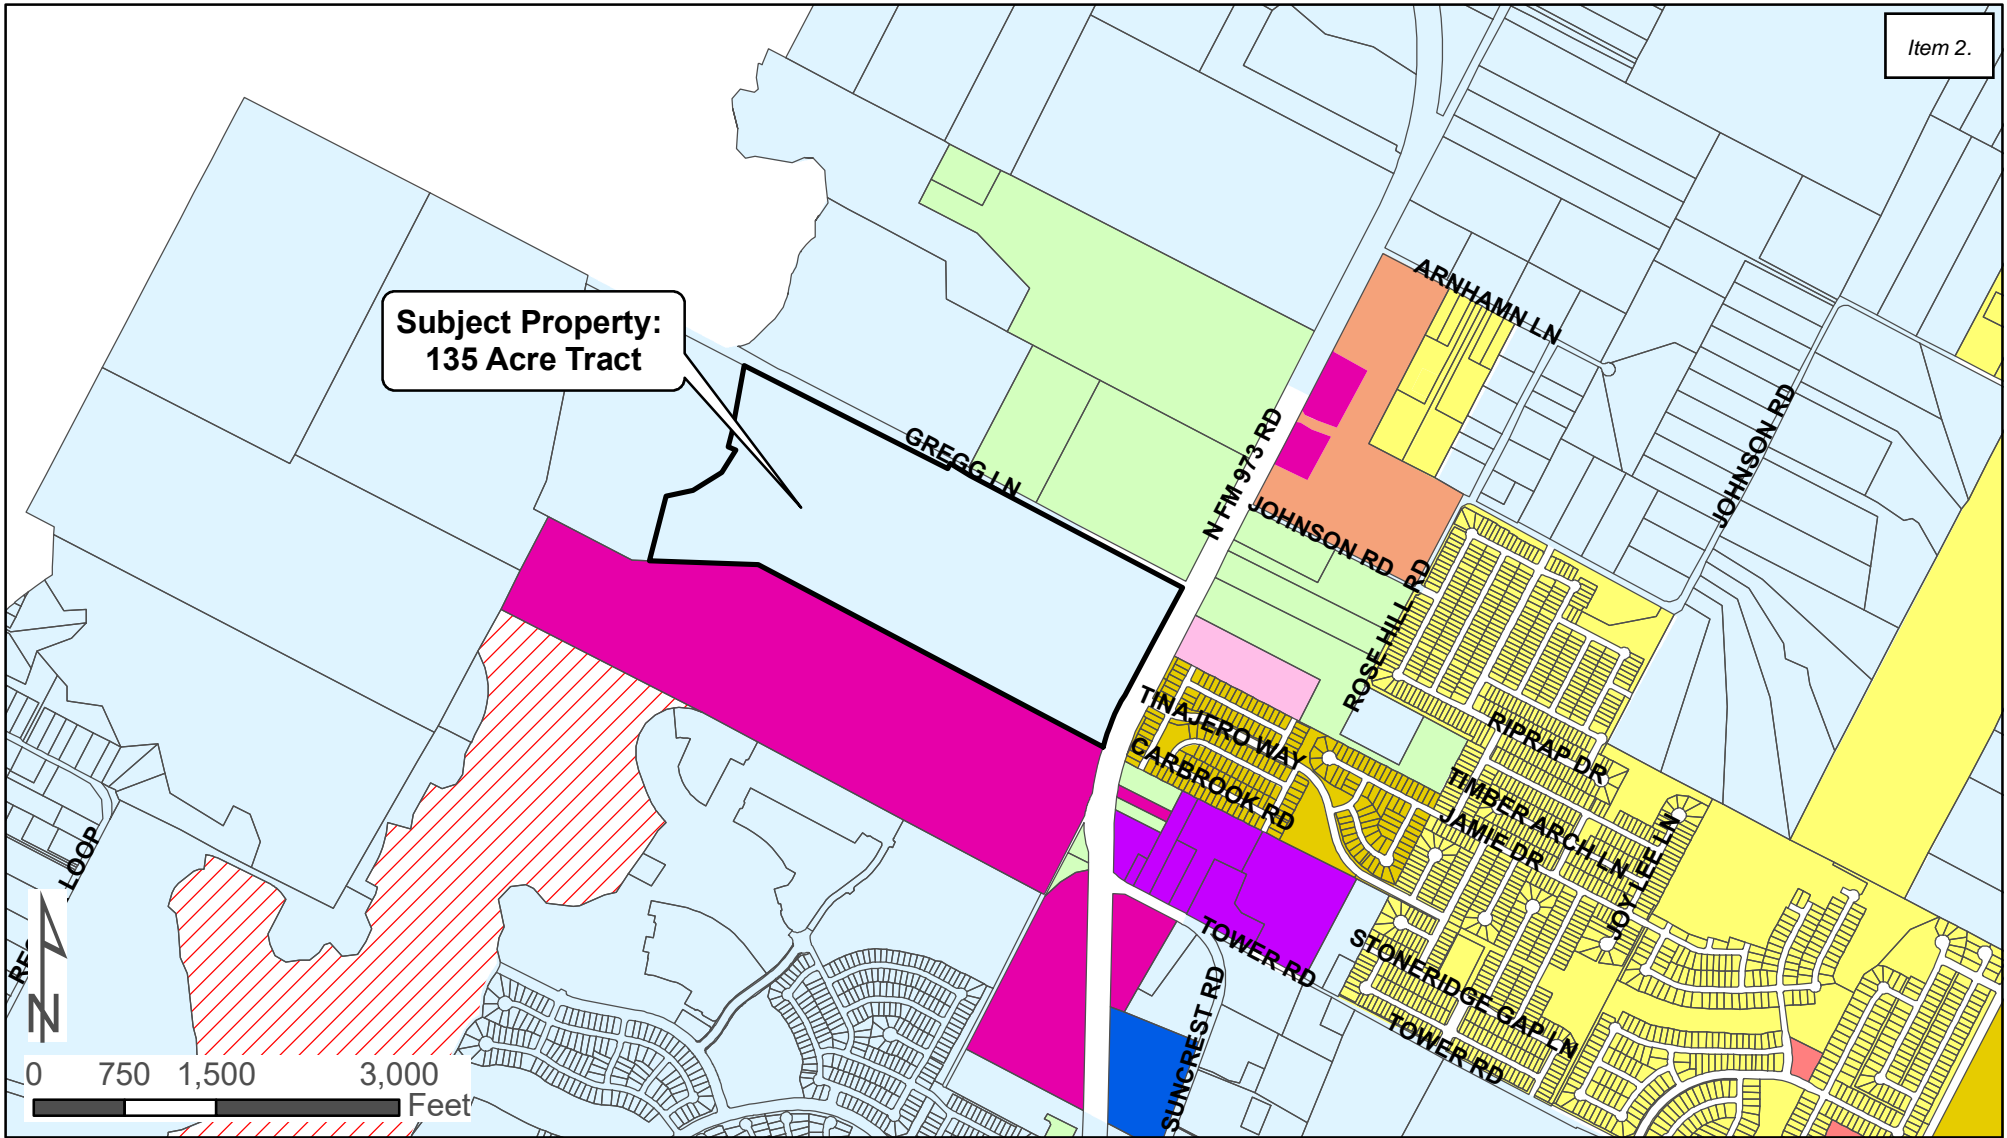 Item 2.
Subject Property:
135 Acre Tract
ARNHAMN LN
GREGG LN
N FM 973 RD
JOHNSON RD
JOHNSON RD
ROSE HILL RD
TINAJERO WAY
CARBROOK RD
RIPRAP DR
TIMBER ARCH LN
JAMIE DR
JOY LEE LN
TOWER RD
STONERIDGE GAP LN
TOWER RD
SUNCREST RD
LOOP
N
0 750 1,500 3,000
Feet